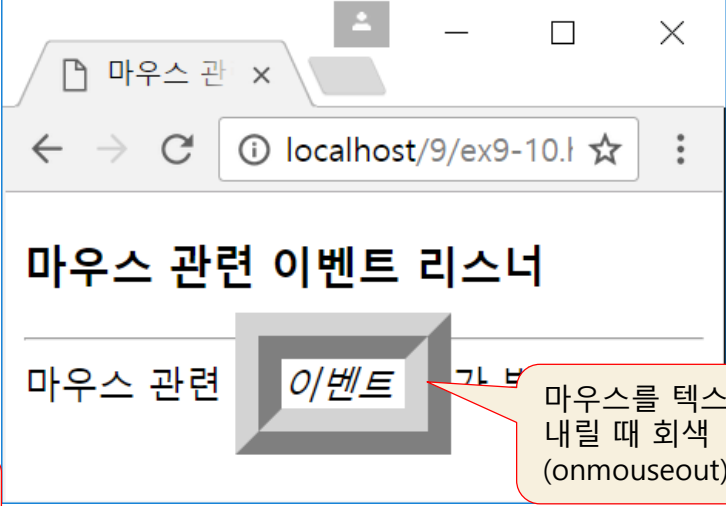 마우스 관
localhost/9/ex9-10.h
마우스 관련 이벤트 리스너
마우스 관련 이벤트 가
마우스를 텍스
내릴 때 회색
(onmouseout)